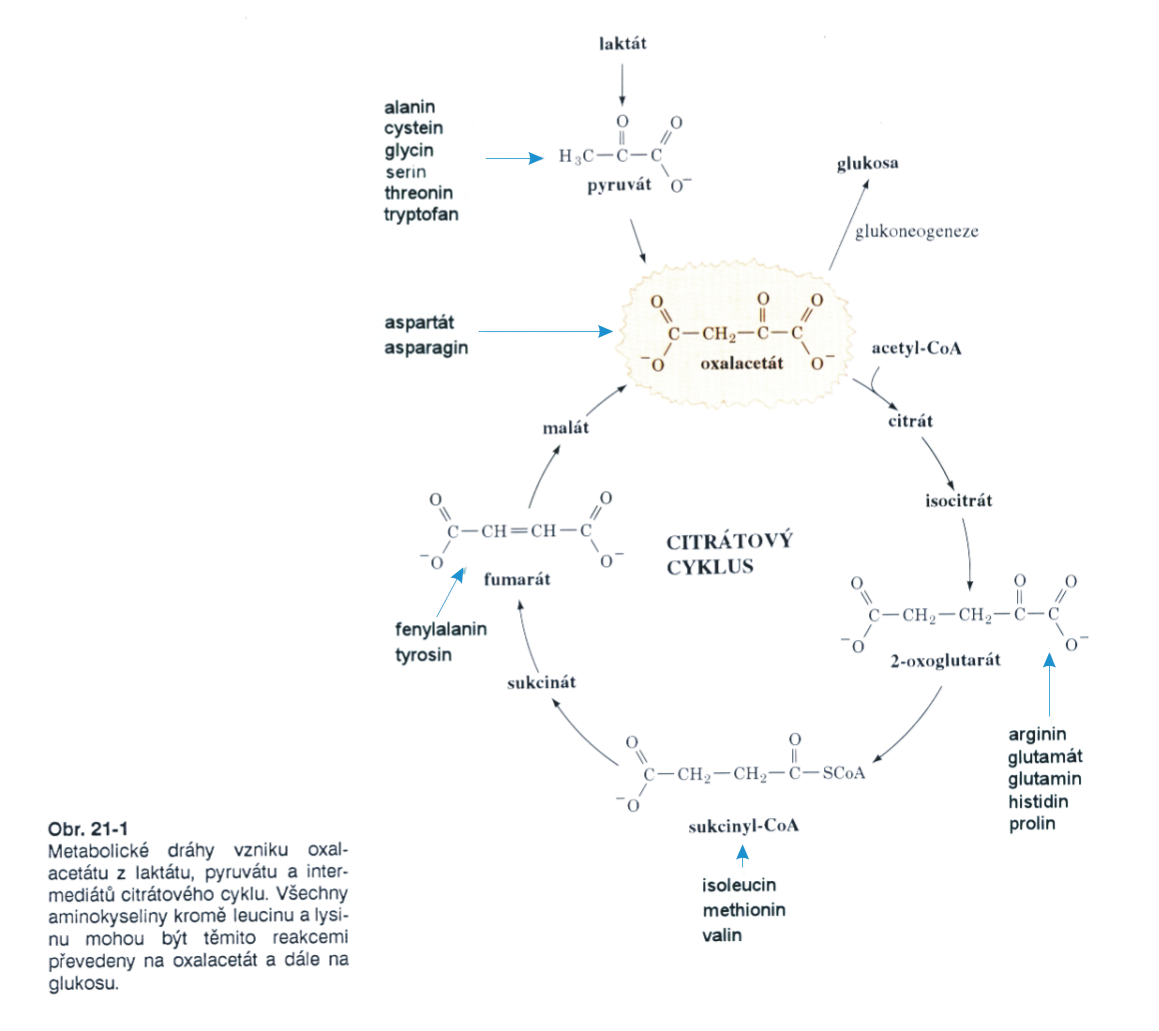 laktát
alanin
cystein
glycin
serin
threonin
tryptofan
O O
H₃C—C—C
pyruvát O⁻
glukosa
glukoneogeneze
aspartát
asparagin
O O O
C—CH₂—C—C
⁻O oxalacetát O⁻
acetyl-CoA
citrát
malát
isocitrát
O O
C—CH=CH—C
⁻O O⁻
fumarát
CITRÁTOVÝ
CYKLUS
O O O
C—CH₂—CH₂—C—C
⁻O O⁻
2-oxoglutarát
fenylalanin
tyrosin
sukcinát
arginin
glutamát
glutamin
histidin
prolin
O O
C—CH₂—CH₂—C—SCoA
⁻O
sukcinyl-CoA
isoleucin
methionin
valin
Obr. 21-1
Metabolické dráhy vzniku oxal-
acetátu z laktátu, pyruvátu a inter-
mediátů citrátového cyklu. Všechny
aminokyseliny kromě leucinu a lysi-
nu mohou být těmito reakcemi
převedeny na oxalacetát a dále na
glukosu.